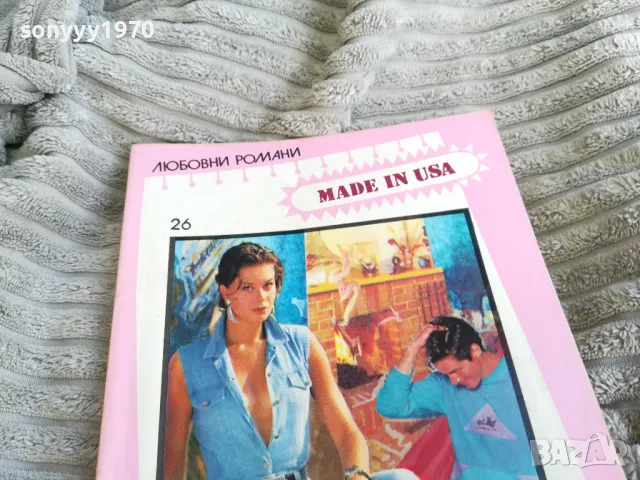 sonyyy1970
ЛЮБОВНИ РОМАНИ
MADE IN USA
26
BAZAR